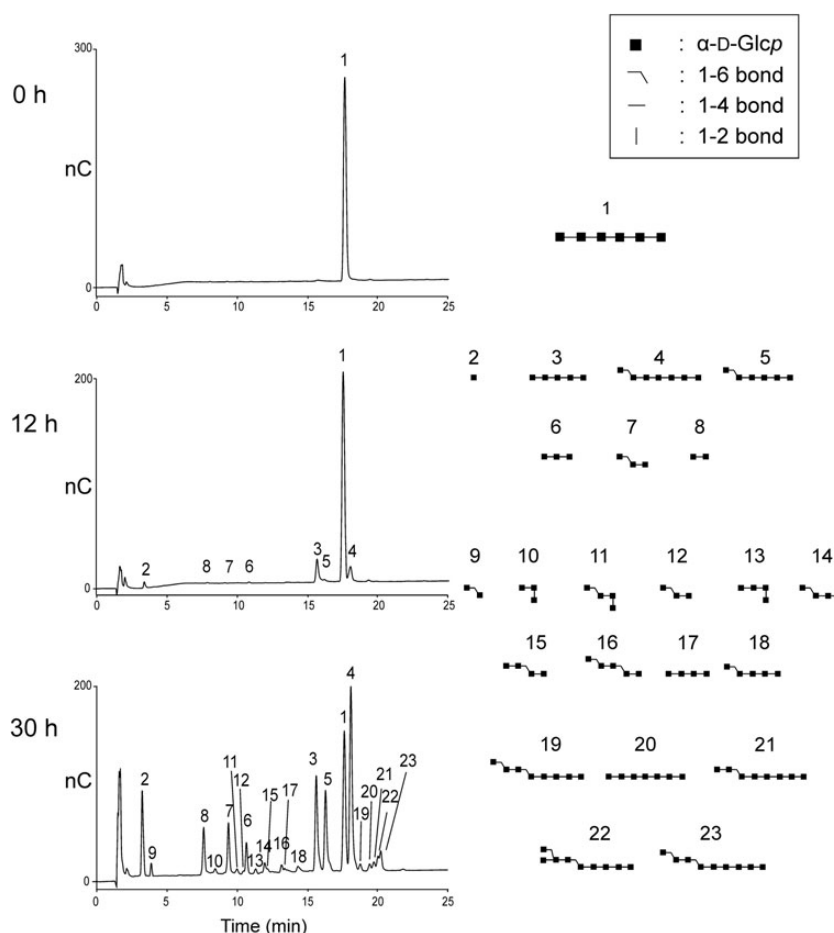 0 h
300
nC
0
1
0 5 10 15 20 25
■ : α-D-Glcp
: 1-6 bond
— : 1-4 bond
| : 1-2 bond
1
12 h
200
nC
0
2 8 7 6 3 5 1 4
0 5 10 15 20 25
2 3 4 5
6 7 8
9 10 11 12 13 14
15 16 17 18
30 h
200
nC
0
2 9 8 10 7 11 12 6 13 14 15 16 17 18 3 5 1 4 19 20 21 22 23
0 5 10 15 20 25
Time (min)
19 20 21
22 23